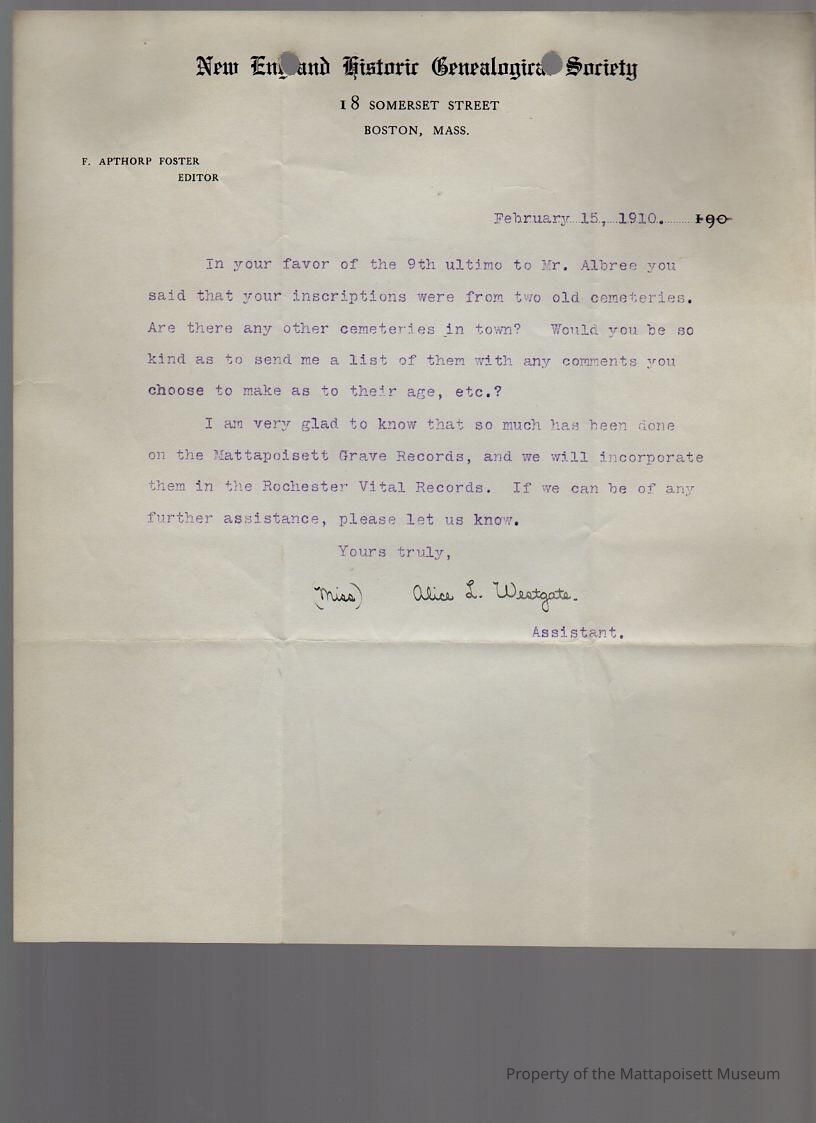 New England Historic Genealogical Society
18 SOMERSET STREET
BOSTON, MASS.
F. APTHORP FOSTER
EDITOR
February 15, 1910. 190
In your favor of the 9th ultimo to Mr. Albree you
said that your inscriptions were from two old cemeteries.
Are there any other cemeteries in town? Would you be so
kind as to send me a list of them with any comments you
choose to make as to their age, etc.?
I am very glad to know that so much has been done
on the Mattapoisett Grave Records, and we will incorporate
them in the Rochester Vital Records. If we can be of any
further assistance, please let us know.
Yours truly,
(Miss) Alice L. Westgate.
Assistant.
Property of the Mattapoisett Museum